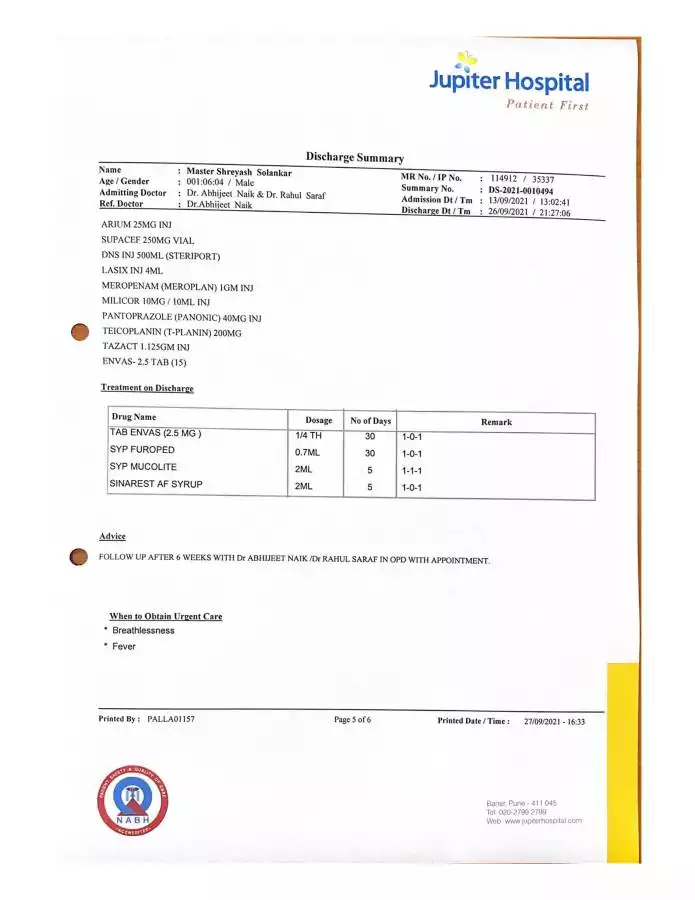 Jupiter Hospital
Patient First
Discharge Summary
Name : Master Shreyash Solankar
Age / Gender : 001:06:04 / Male
Admitting Doctor : Dr. Abhijeet Naik & Dr. Rahul Saraf
Ref. Doctor : Dr.Abhijeet Naik
MR No. / IP No. : 114912 / 35337
Summary No. : DS-2021-0010494
Admission Dt / Tm : 13/09/2021 / 13:02:41
Discharge Dt / Tm : 26/09/2021 / 21:27:06
ARIUM 25MG INJ
SUPACEF 250MG VIAL
DNS INJ 500ML (STERIPORT)
LASIX INJ 4ML
MEROPENAM (MEROPLAN) 1GM INJ
MILICOR 10MG / 10ML INJ
PANTOPRAZOLE (PANONIC) 40MG INJ
TEICOPLANIN (T-PLANIN) 200MG
TAZACT 1.125GM INJ
ENVAS- 2.5 TAB (15)
Treatment on Discharge
Drug Name Dosage No of Days Remark
TAB ENVAS (2.5 MG ) 1/4 TH 30 1-0-1
SYP FUROPED 0.7ML 30 1-0-1
SYP MUCOLITE 2ML 5 1-1-1
SINAREST AF SYRUP 2ML 5 1-0-1
Advice
FOLLOW UP AFTER 6 WEEKS WITH Dr ABHIJEET NAIK /Dr RAHUL SARAF IN OPD WITH APPOINTMENT.
When to Obtain Urgent Care
* Breathlessness
* Fever
Printed By : PALLA01157 Page 5 of 6 Printed Date / Time : 27/09/2021 - 16:33
PATIENT SAFETY & QUALITY OF CARE
NABH
ACCREDITED
Baner, Pune - 411 045
Tel: 020-2799 2799
Web: www.jupiterhospital.com